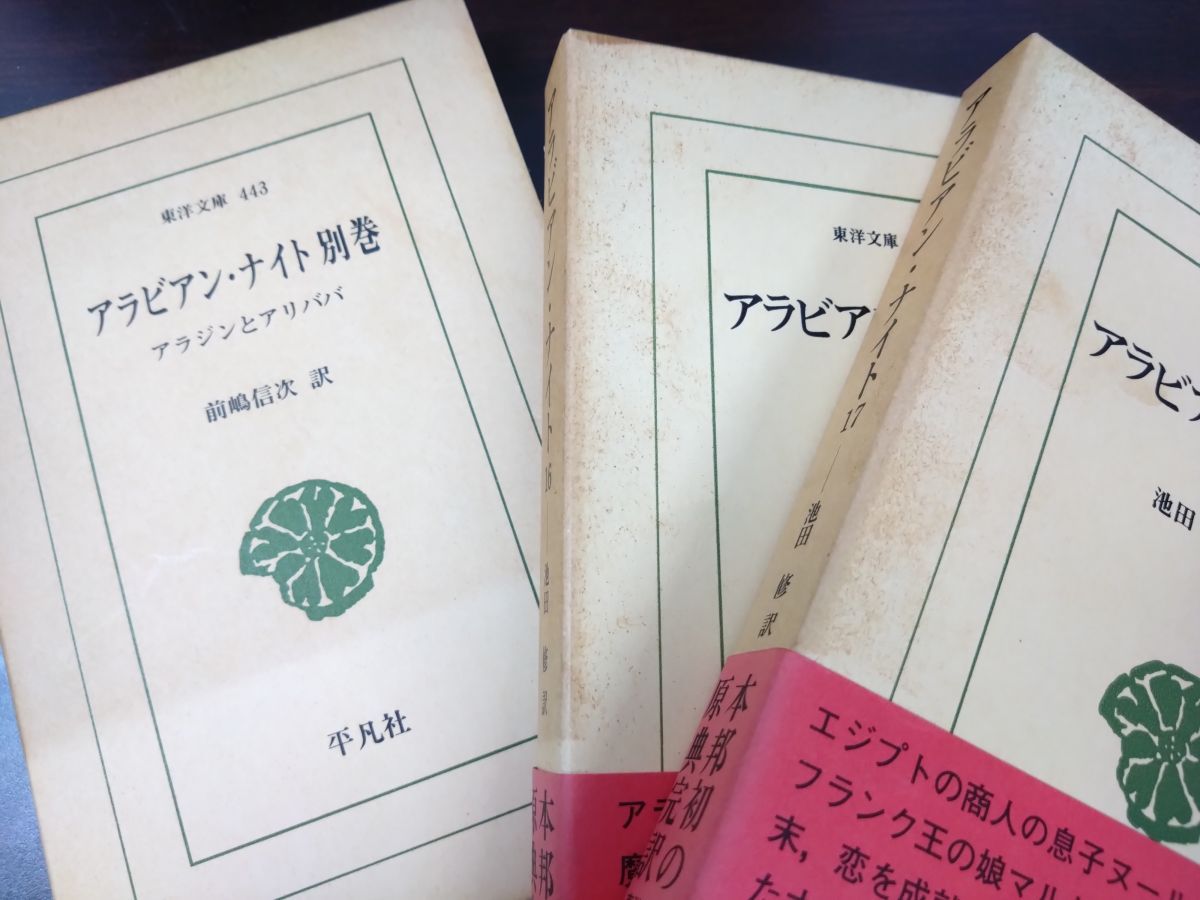 東洋文庫 443
アラビアン・ナイト 別巻
アラジンとアリババ
前嶋信次 訳
平凡社
アラビアン・ナイト 16 池田 修 訳
本邦
原典
東洋文庫
アラビア
アラビアン・ナイト 17 ― 池田 修 訳
本邦初の
原典完訳
アラビア
池田
エジプトの商人の息子ヌール
フランク王の娘マル
末，恋を成就